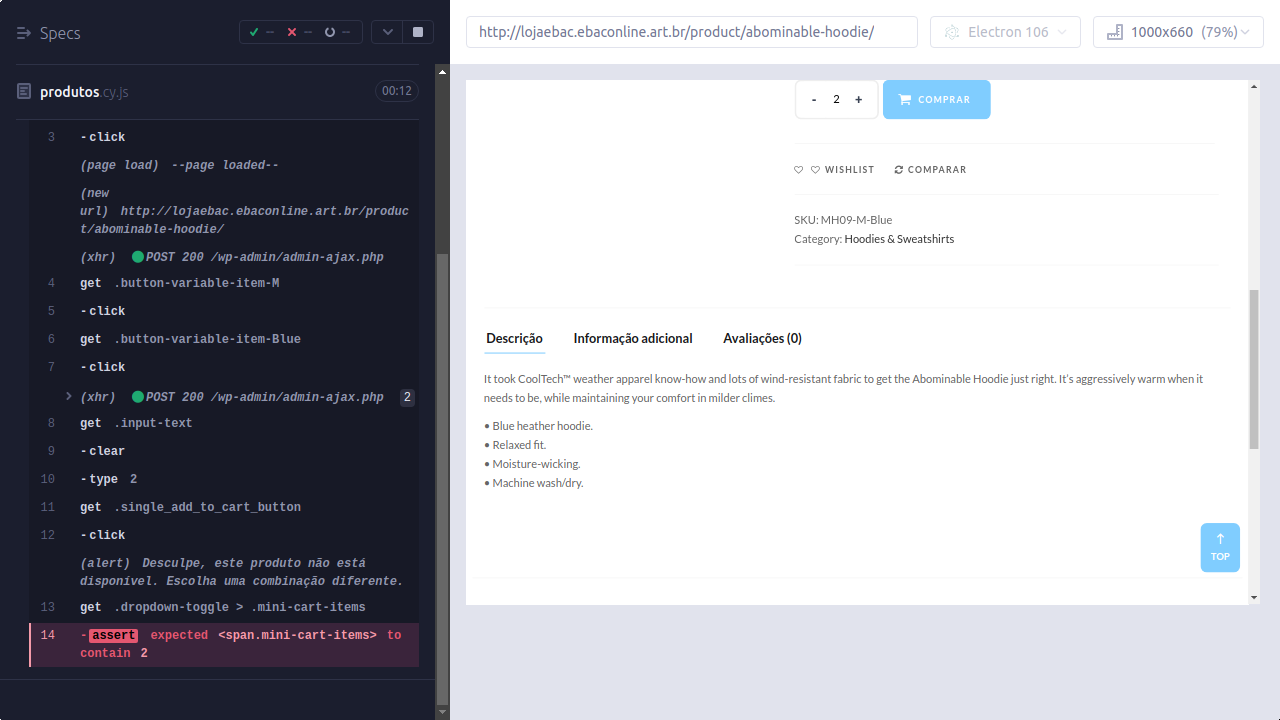 Specs
✓ -- ✕ -- --
produtos.cy.js
00:12
3 -click
(page load) --page loaded--
(new
url) http://lojaebac.ebaconline.art.br/produc
t/abominable-hoodie/
(xhr) POST 200 /wp-admin/admin-ajax.php
4 get .button-variable-item-M
5 -click
6 get .button-variable-item-Blue
7 -click
(xhr) POST 200 /wp-admin/admin-ajax.php 2
8 get .input-text
9 -clear
10 -type 2
11 get .single_add_to_cart_button
12 -click
(alert) Desculpe, este produto não está
disponível. Escolha uma combinação diferente.
13 get .dropdown-toggle > .mini-cart-items
14 -assert expected <span.mini-cart-items> to
contain 2
http://lojaebac.ebaconline.art.br/product/abominable-hoodie/
Electron 106
1000x660 (79%)
- 2 +
COMPRAR
WISHLIST
COMPARAR
SKU: MH09-M-Blue
Category: Hoodies & Sweatshirts
Descrição
Informação adicional
Avaliações (0)
It took CoolTech™ weather apparel know-how and lots of wind-resistant fabric to get the Abominable Hoodie just right. It's aggressively warm when it
needs to be, while maintaining your comfort in milder climes.
• Blue heather hoodie.
• Relaxed fit.
• Moisture-wicking.
• Machine wash/dry.
TOP